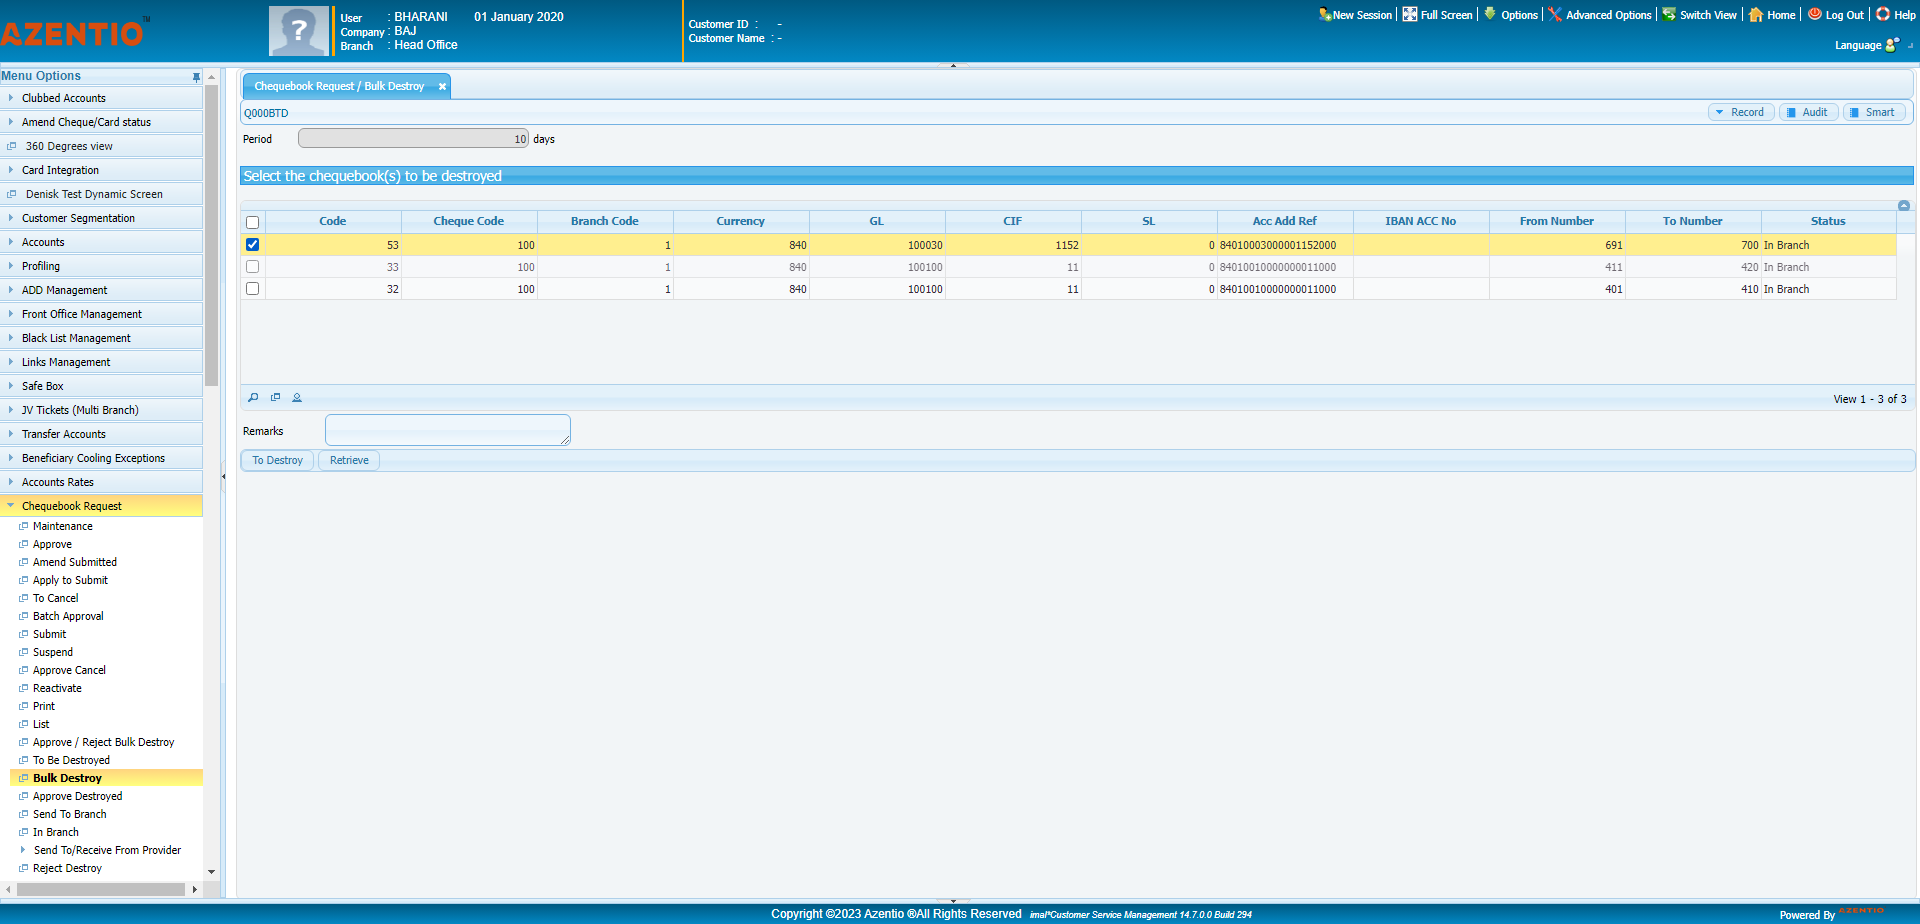 AZENTIO™
User : BHARANI 01 January 2020
Company : BAJ
Branch : Head Office
Customer ID : -
Customer Name : -
New Session Full Screen Options Advanced Options Switch View Home Log Out Help
Language
Menu Options
Clubbed Accounts
Amend Cheque/Card status
360 Degrees view
Card Integration
Denisk Test Dynamic Screen
Customer Segmentation
Accounts
Profiling
ADD Management
Front Office Management
Black List Management
Links Management
Safe Box
JV Tickets (Multi Branch)
Transfer Accounts
Beneficiary Cooling Exceptions
Accounts Rates
Chequebook Request
Maintenance
Approve
Amend Submitted
Apply to Submit
To Cancel
Batch Approval
Submit
Suspend
Approve Cancel
Reactivate
Print
List
Approve / Reject Bulk Destroy
To Be Destroyed
Bulk Destroy
Approve Destroyed
Send To Branch
In Branch
Send To/Receive From Provider
Reject Destroy
Chequebook Request / Bulk Destroy
Q000BTD
Record Audit Smart
Period 10 days
Select the chequebook(s) to be destroyed
Code Cheque Code Branch Code Currency GL CIF SL Acc Add Ref IBAN ACC No From Number To Number Status
53 100 1 840 100030 1152 0 84010003000001152000 691 700 In Branch
33 100 1 840 100100 11 0 84010010000000011000 411 420 In Branch
32 100 1 840 100100 11 0 84010010000000011000 401 410 In Branch
View 1 - 3 of 3
Remarks
To Destroy Retrieve
Copyright ©2023 Azentio ®All Rights Reserved imal*Customer Service Management 14.7.0.0 Build 294
Powered By AZENTIO